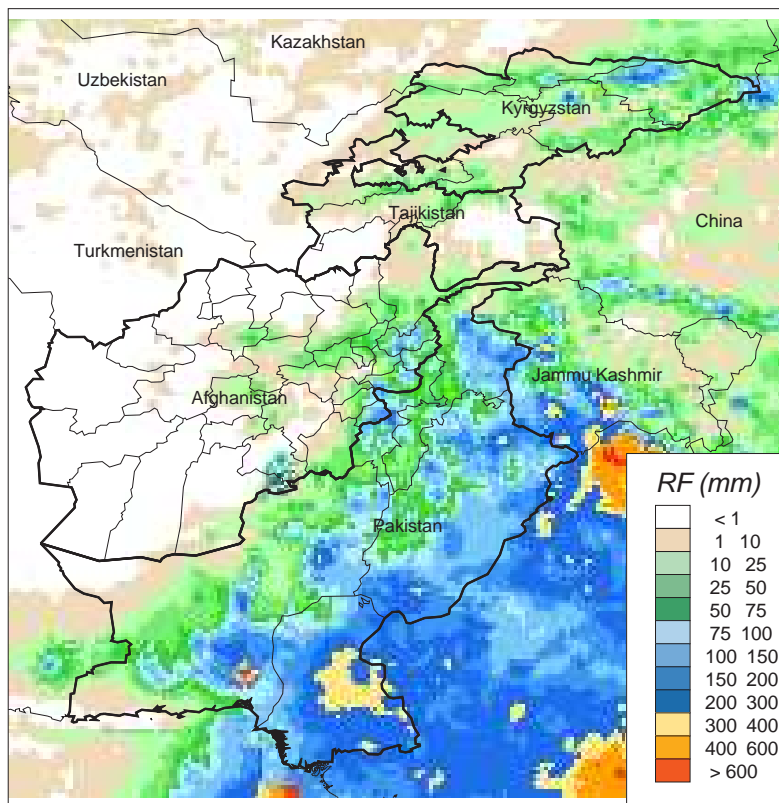 Kazakhstan
Uzbekistan
Kyrgyzstan
Tajikistan
China
Turkmenistan
Jammu Kashmir
Afghanistan
Pakistan
RF (mm)
< 1
1 10
10 25
25 50
50 75
75 100
100 150
150 200
200 300
300 400
400 600
> 600